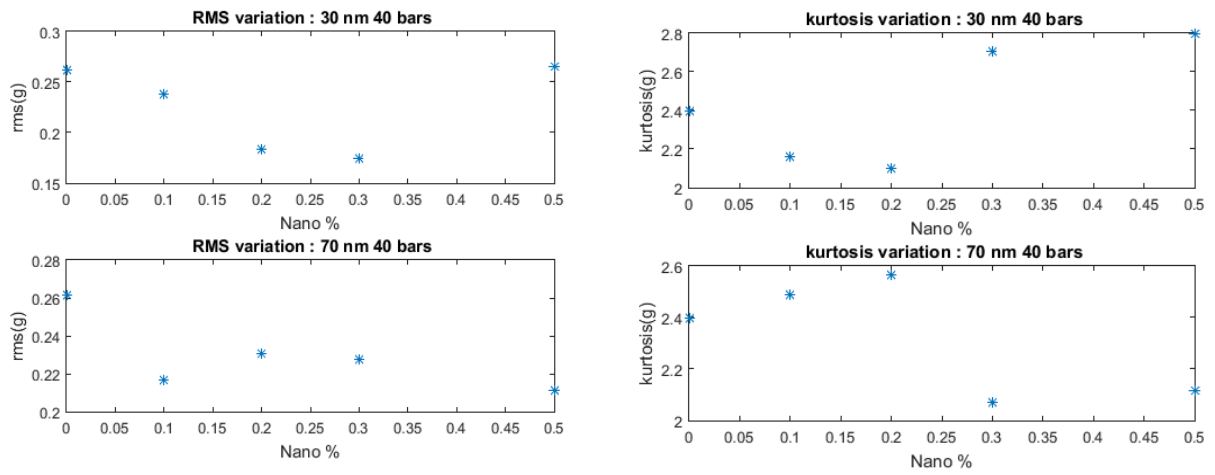 RMS variation : 30 nm 40 bars
0.3
0.25
0.2
0.15
rms(g)
0 0.05 0.1 0.15 0.2 0.25 0.3 0.35 0.4 0.45 0.5
Nano %
kurtosis variation : 30 nm 40 bars
2.8
2.6
2.4
2.2
2
kurtosis(g)
0 0.05 0.1 0.15 0.2 0.25 0.3 0.35 0.4 0.45 0.5
Nano %
RMS variation : 70 nm 40 bars
0.28
0.26
0.24
0.22
0.2
rms(g)
0 0.05 0.1 0.15 0.2 0.25 0.3 0.35 0.4 0.45 0.5
Nano %
kurtosis variation : 70 nm 40 bars
2.6
2.4
2.2
2
kurtosis(g)
0 0.05 0.1 0.15 0.2 0.25 0.3 0.35 0.4 0.45 0.5
Nano %